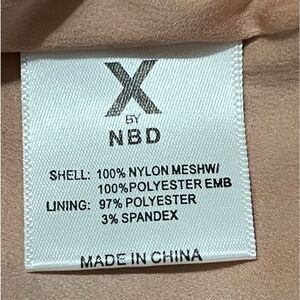 X
BY
NBD
SHELL: 100% NYLON MESHW/
100%POLYESTER EMB
LINING: 97% POLYESTER
3% SPANDEX
MADE IN CHINA